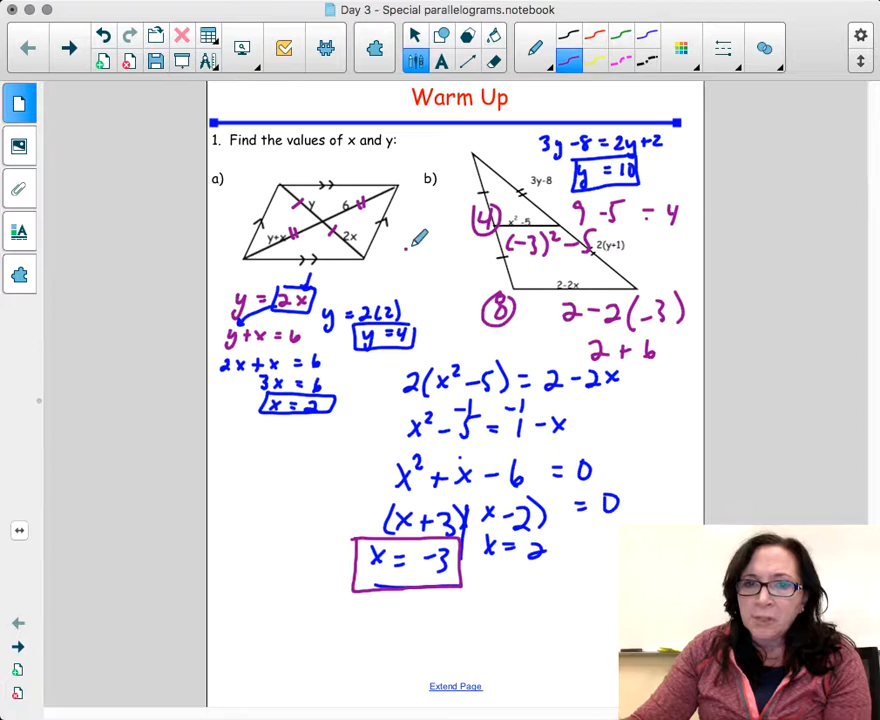 Day 3 - Special parallelograms.notebook
Warm Up
1. Find the values of x and y:
a)
y
6
y+x
2x
y = 2x
y+x = 6
2x + x = 6
3x = 6
x = 2
y = 2(2)
y = 4
b)
3y-8 = 2y+2
y = 10
3y-8
9 -5 = 4
4
x² -5
(-3)² -5
2(y+1)
2-2x
8
2 - 2(-3)
2 + 6
2(x² -5) = 2 - 2x
-1 -1
x² - 5 = 1 - x
x² + x - 6 = 0
(x+3)(x-2) = 0
x = -3
x = 2
Extend Page